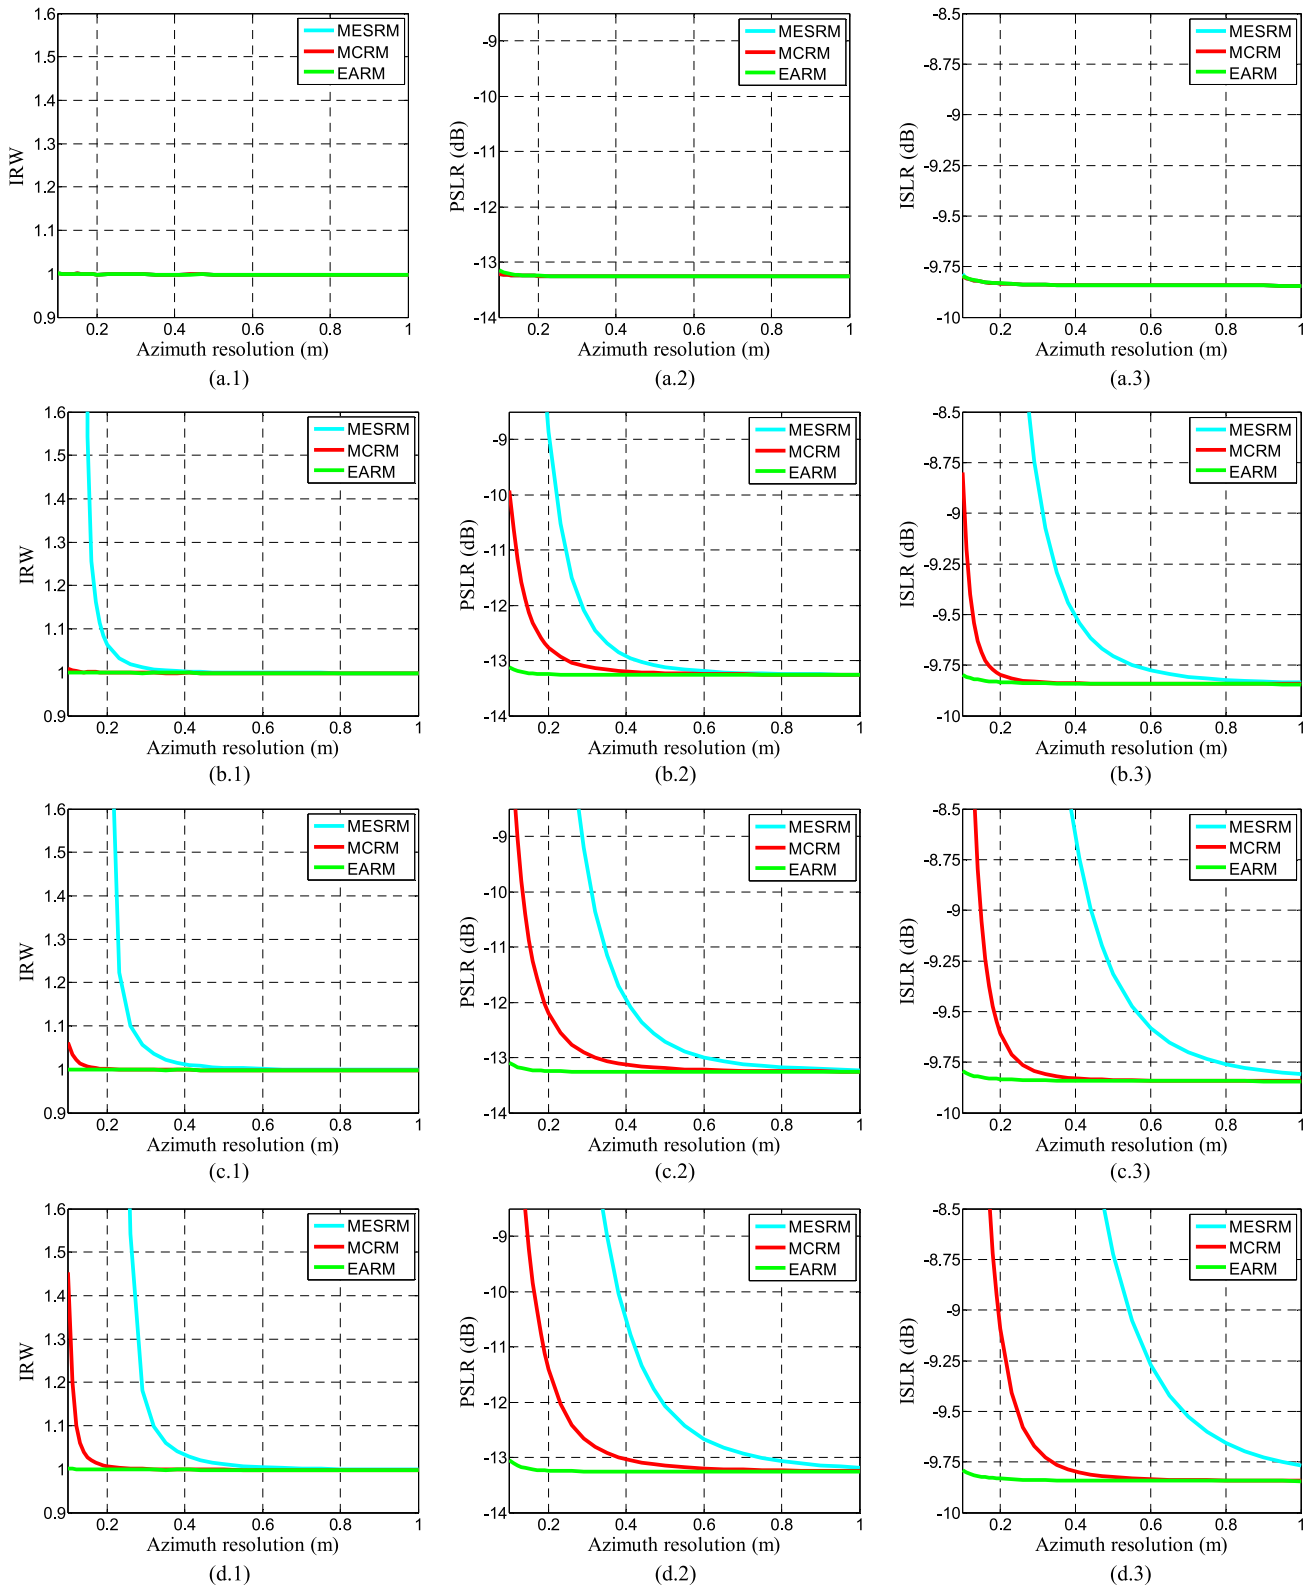 1.6
1.5
1.4
1.3
1.2
1.1
1
0.9
IRW
0.2 0.4 0.6 0.8 1
Azimuth resolution (m)
(a.1)
MESRM
MCRM
EARM
-9
-10
-11
-12
-13
-14
PSLR (dB)
0.2 0.4 0.6 0.8 1
Azimuth resolution (m)
(a.2)
MESRM
MCRM
EARM
-8.5
-8.75
-9
-9.25
-9.5
-9.75
-10
ISLR (dB)
0.2 0.4 0.6 0.8 1
Azimuth resolution (m)
(a.3)
MESRM
MCRM
EARM
1.6
1.5
1.4
1.3
1.2
1.1
1
0.9
IRW
0.2 0.4 0.6 0.8 1
Azimuth resolution (m)
(b.1)
MESRM
MCRM
EARM
-9
-10
-11
-12
-13
-14
PSLR (dB)
0.2 0.4 0.6 0.8 1
Azimuth resolution (m)
(b.2)
MESRM
MCRM
EARM
-8.5
-8.75
-9
-9.25
-9.5
-9.75
-10
ISLR (dB)
0.2 0.4 0.6 0.8 1
Azimuth resolution (m)
(b.3)
MESRM
MCRM
EARM
1.6
1.5
1.4
1.3
1.2
1.1
1
0.9
IRW
0.2 0.4 0.6 0.8 1
Azimuth resolution (m)
(c.1)
MESRM
MCRM
EARM
-9
-10
-11
-12
-13
-14
PSLR (dB)
0.2 0.4 0.6 0.8 1
Azimuth resolution (m)
(c.2)
MESRM
MCRM
EARM
-8.5
-8.75
-9
-9.25
-9.5
-9.75
-10
ISLR (dB)
0.2 0.4 0.6 0.8 1
Azimuth resolution (m)
(c.3)
MESRM
MCRM
EARM
1.6
1.5
1.4
1.3
1.2
1.1
1
0.9
IRW
0.2 0.4 0.6 0.8 1
Azimuth resolution (m)
(d.1)
MESRM
MCRM
EARM
-9
-10
-11
-12
-13
-14
PSLR (dB)
0.2 0.4 0.6 0.8 1
Azimuth resolution (m)
(d.2)
MESRM
MCRM
EARM
-8.5
-8.75
-9
-9.25
-9.5
-9.75
-10
ISLR (dB)
0.2 0.4 0.6 0.8 1
Azimuth resolution (m)
(d.3)
MESRM
MCRM
EARM